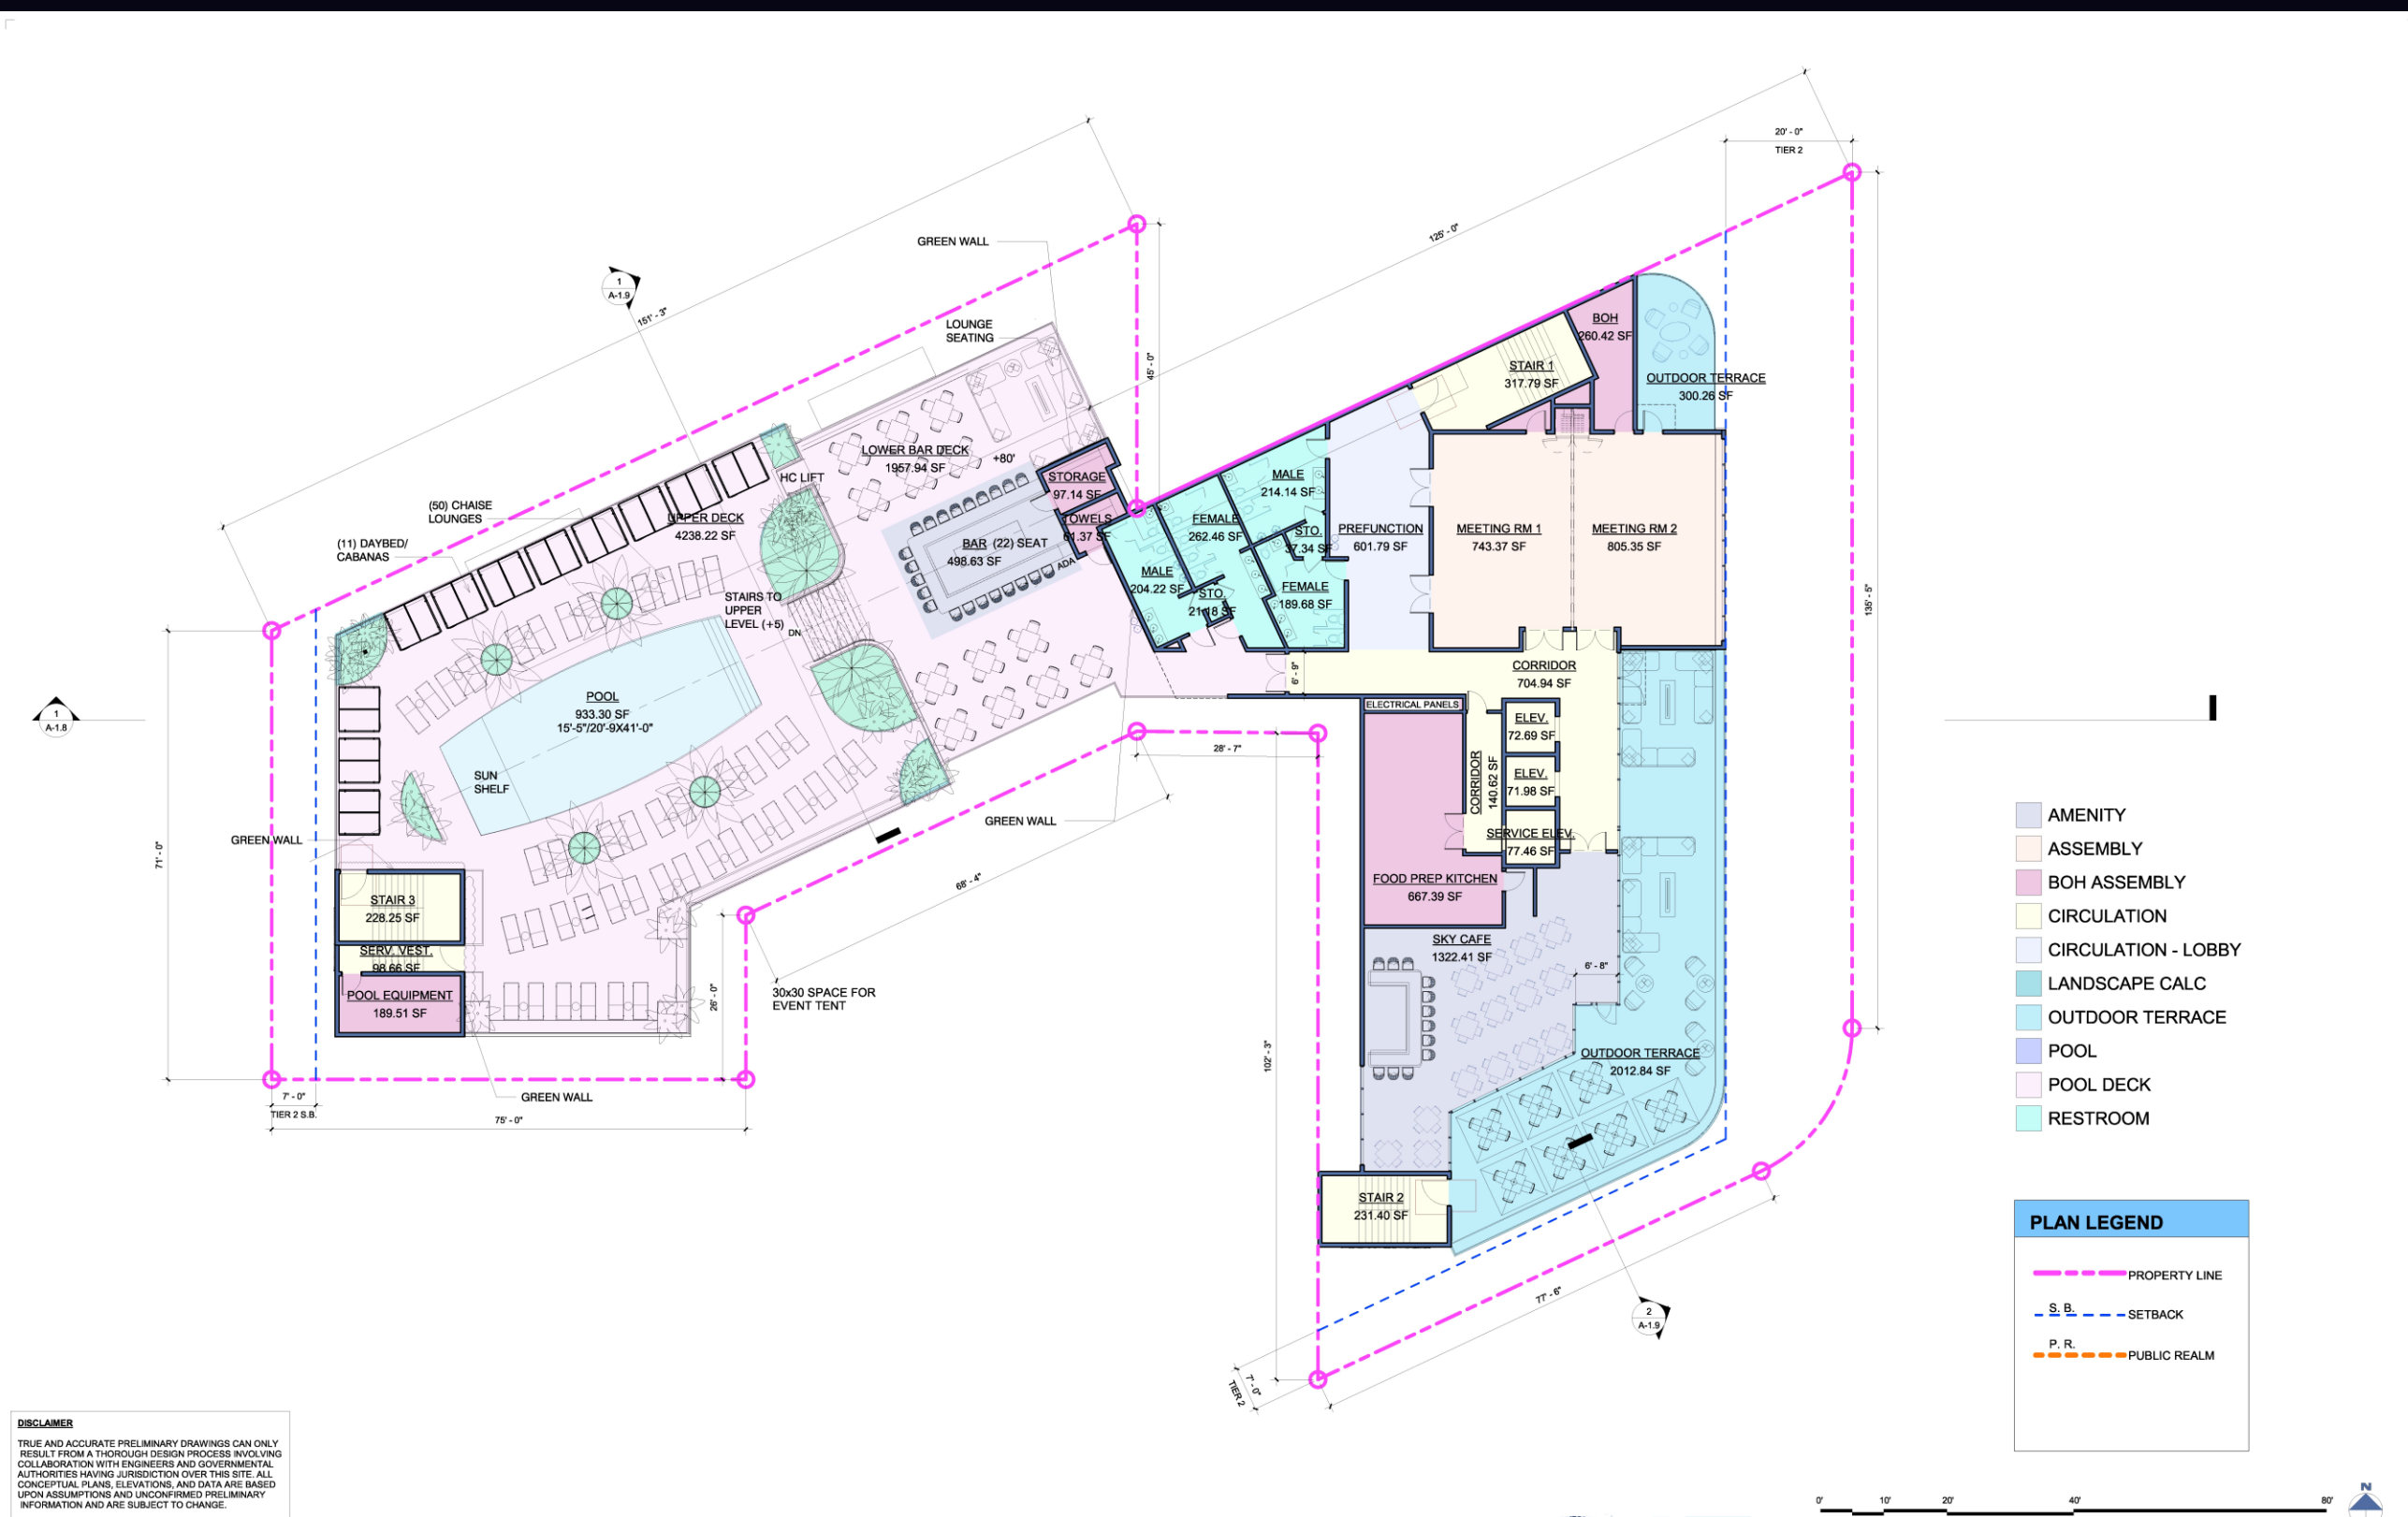 20' - 0"
TIER 2
125' - 0"
GREEN WALL
1
A-1.9
151' - 3"
LOUNGE
SEATING
45' - 0"
BOH
260.42 SF
STAIR 1
317.79 SF
OUTDOOR TERRACE
300.26 SF
LOWER BAR DECK
1957.94 SF
+80'
HC LIFT
STORAGE
97.14 SF
MALE
214.14 SF
(50) CHAISE
LOUNGES
UPPER DECK
4238.22 SF
TOWELS
61.37 SF
FEMALE
262.46 SF
STO.
37.34 SF
PREFUNCTION
601.79 SF
MEETING RM 1
743.37 SF
MEETING RM 2
805.35 SF
(11) DAYBED/
CABANAS
BAR (22) SEAT
498.63 SF
ADA
MALE
204.22 SF
FEMALE
189.68 SF
STO.
21.18 SF
STAIRS TO
UPPER
LEVEL (+5)
DN
135' - 5"
6' - 9"
CORRIDOR
704.94 SF
POOL
933.30 SF
15'-5"/20'-9X41'-0"
1
A-1.8
ELECTRICAL PANELS
ELEV.
72.69 SF
28' - 7"
SUN
SHELF
CORRIDOR
140.62 SF
ELEV.
71.98 SF
GREEN WALL
GREEN WALL
SERVICE ELEV.
77.46 SF
71' - 0"
68' - 4"
FOOD PREP KITCHEN
667.39 SF
STAIR 3
228.25 SF
SERV. VEST.
98.66 SF
POOL EQUIPMENT
189.51 SF
26' - 0"
30x30 SPACE FOR
EVENT TENT
SKY CAFE
1322.41 SF
6' - 8"
102' - 3"
OUTDOOR TERRACE
2012.84 SF
GREEN WALL
7' - 0"
TIER 2 S.B.
75' - 0"
STAIR 2
231.40 SF
77' - 6"
2
A-1.9
7' - 0"
TIER 2
AMENITY
ASSEMBLY
BOH ASSEMBLY
CIRCULATION
CIRCULATION - LOBBY
LANDSCAPE CALC
OUTDOOR TERRACE
POOL
POOL DECK
RESTROOM
PLAN LEGEND
PROPERTY LINE
S. B.
SETBACK
P. R.
PUBLIC REALM
DISCLAIMER
TRUE AND ACCURATE PRELIMINARY DRAWINGS CAN ONLY
RESULT FROM A THOROUGH DESIGN PROCESS INVOLVING
COLLABORATION WITH ENGINEERS AND GOVERNMENTAL
AUTHORITIES HAVING JURISDICTION OVER THIS SITE. ALL
CONCEPTUAL PLANS, ELEVATIONS, AND DATA ARE BASED
UPON ASSUMPTIONS AND UNCONFIRMED PRELIMINARY
INFORMATION AND ARE SUBJECT TO CHANGE.
0' 10' 20' 40' 80'
N